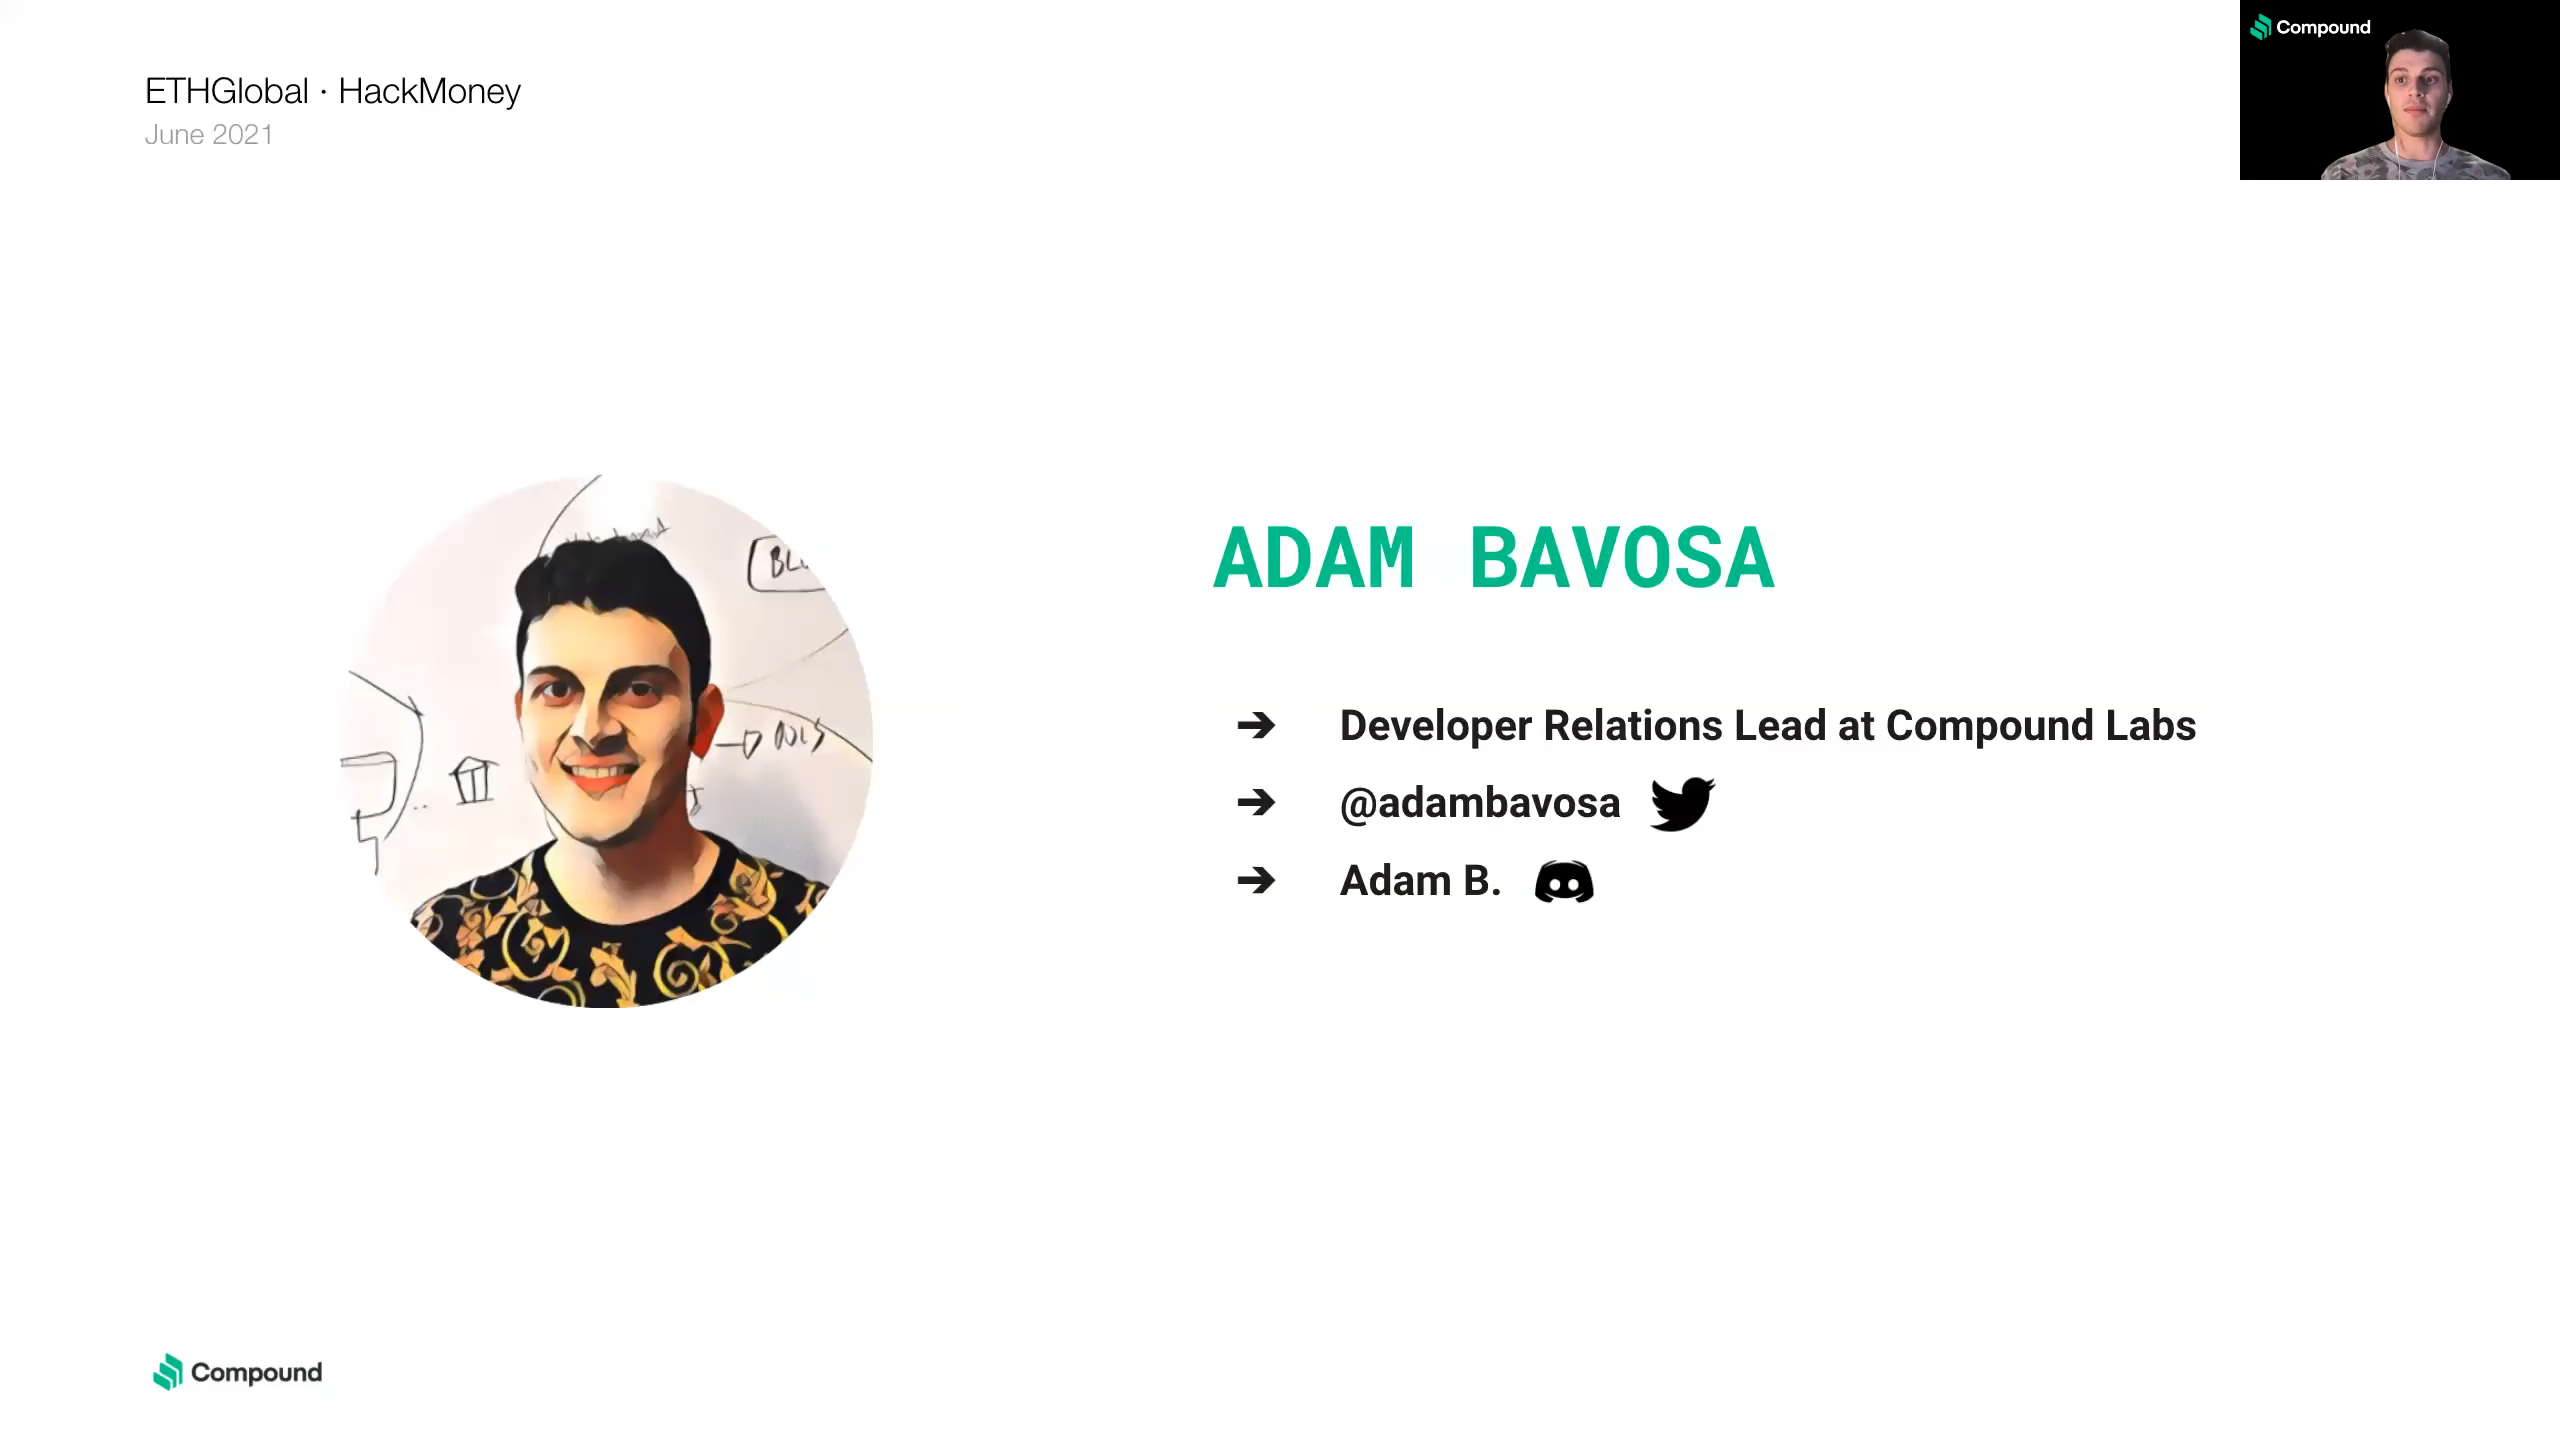 ETHGlobal · HackMoney
June 2021
Compound
ADAM BAVOSA
➔ Developer Relations Lead at Compound Labs
➔ @adambavosa
➔ Adam B.
Compound